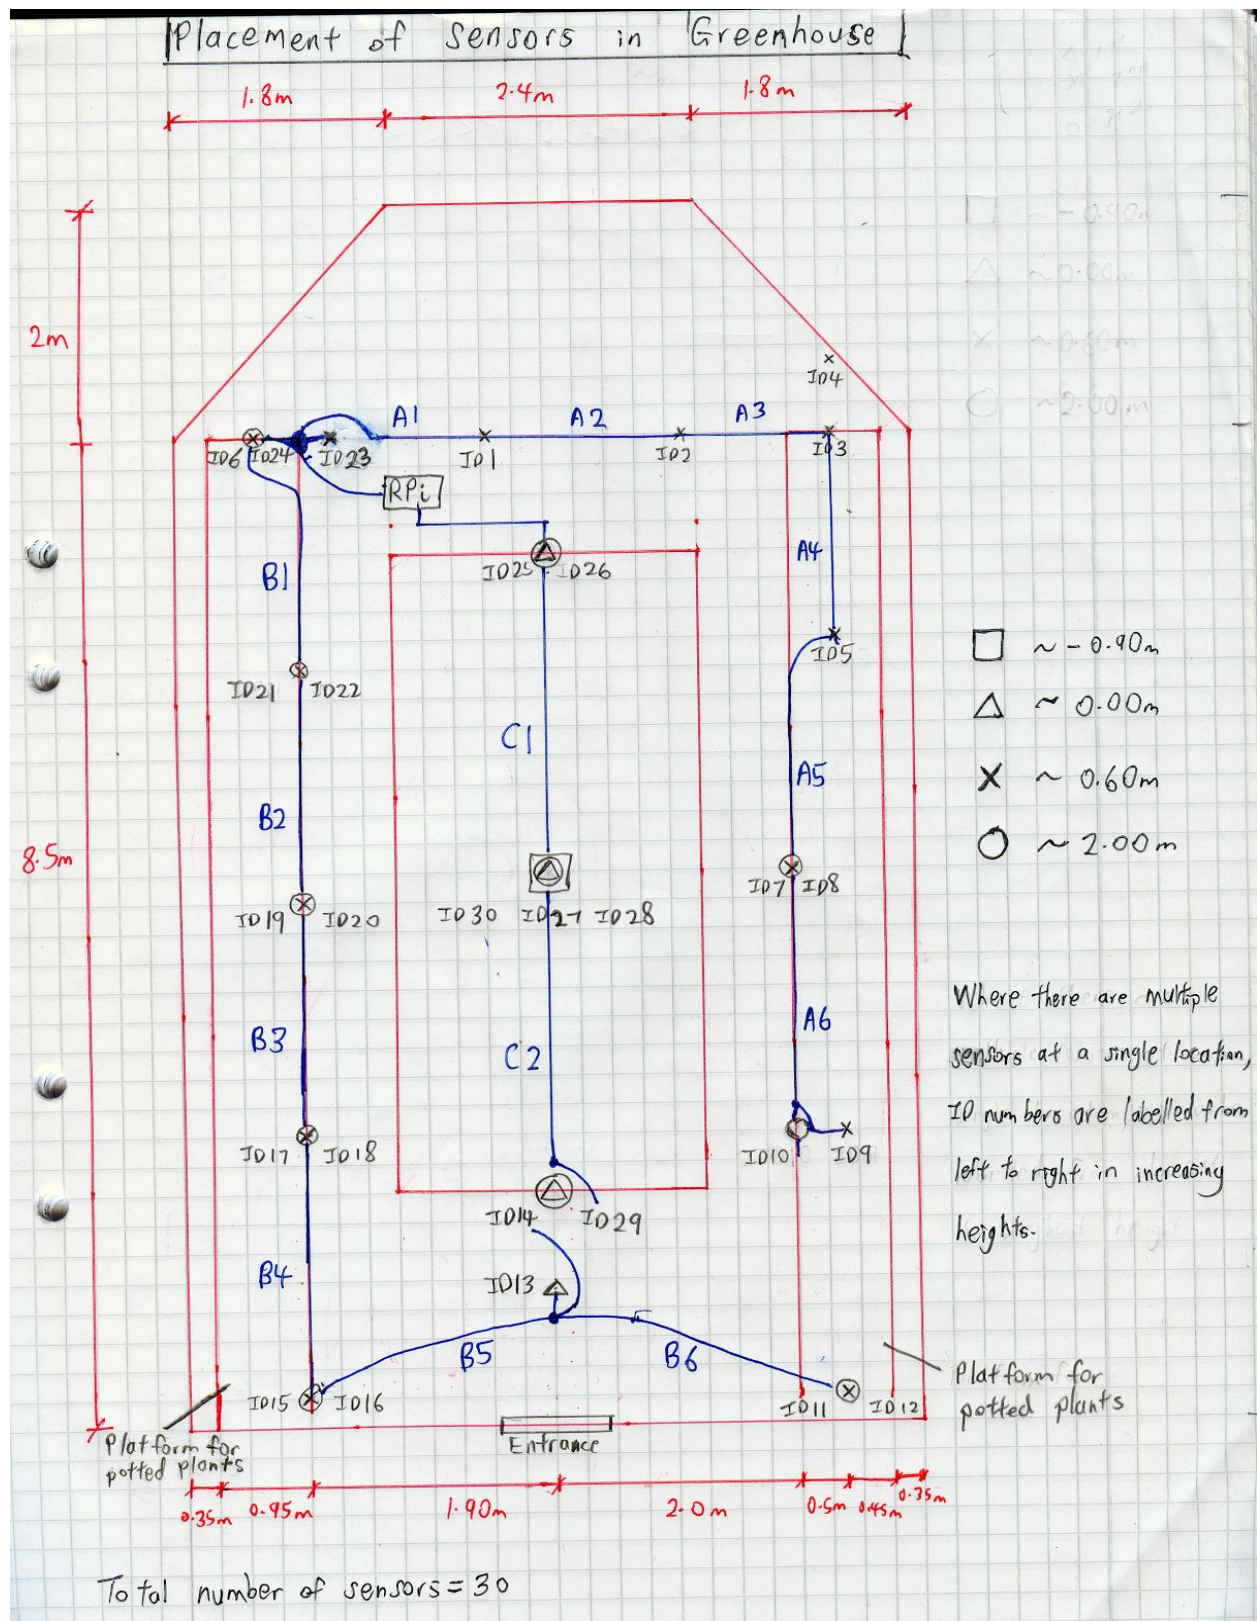 Placement of Sensors in Greenhouse
1.8m 2.4m 1.8m
2m
ID4
A1 A2 A3
ID6 ID24 ID23 ID1 ID2 ID3
RPi
A4
ID25 ID26
B1
ID5
ID21 ID22
~ -0.90m
~ 0.00m
C1
A5
~ 0.60m
B2
~ 2.00m
8.5m
ID7 ID8
ID19 ID20
ID30 ID27 ID28
Where there are multiple
sensors at a single location,
ID numbers are labelled from
left to right in increasing
heights.
A6
B3
C2
ID17 ID18
ID10 ID9
ID14 ID29
B4
ID13
B5 B6
ID15 ID16
ID11 ID12
Platform for
potted plants
Platform for
potted plants
Entrance
0.35m 0.95m 1.90m 2.0m 0.5m 0.45m 0.35m
Total number of sensors = 30